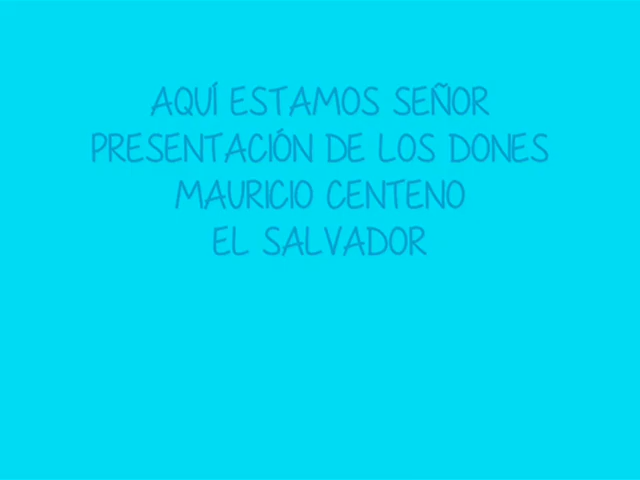 AQUÍ ESTAMOS SEÑOR
PRESENTACIÓN DE LOS DONES
MAURICIO CENTENO
EL SALVADOR